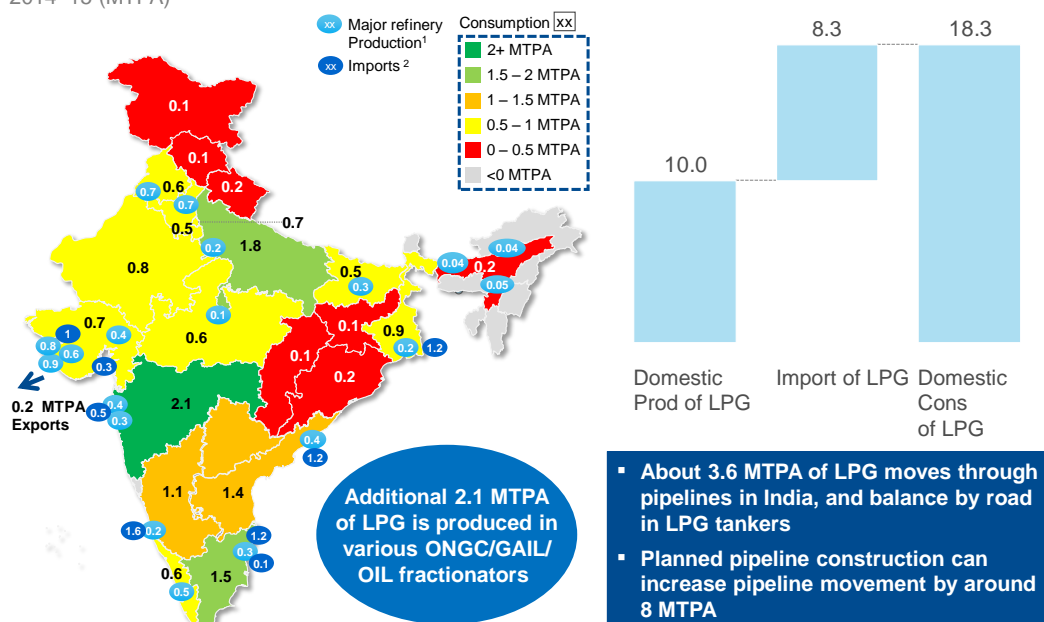 2014–15 (MTPA)
xx Major refinery
Production1
xx Imports 2
Consumption xx
2+ MTPA
1.5 – 2 MTPA
1 – 1.5 MTPA
0.5 – 1 MTPA
0 – 0.5 MTPA
<0 MTPA
0.1
0.1
0.2
0.6
0.7
0.7
0.5
0.7
0.2
1.8
0.8
0.5
0.3
0.04
0.04
0.2
0.05
0.1
0.6
0.7
1
0.4
0.8
0.6
0.9
0.3
0.1
0.9
0.2
1.2
0.1
0.2
0.2 MTPA
Exports
0.4
0.5
0.3
2.1
0.4
1.2
1.1
1.4
1.6
0.2
1.2
0.3
0.1
0.6
1.5
0.5
Additional 2.1 MTPA
of LPG is produced in
various ONGC/GAIL/
OIL fractionators
8.3
18.3
10.0
Domestic
Prod of LPG
Import of LPG
Domestic
Cons
of LPG
▪ About 3.6 MTPA of LPG moves through
pipelines in India, and balance by road
in LPG tankers
▪ Planned pipeline construction can
increase pipeline movement by around
8 MTPA